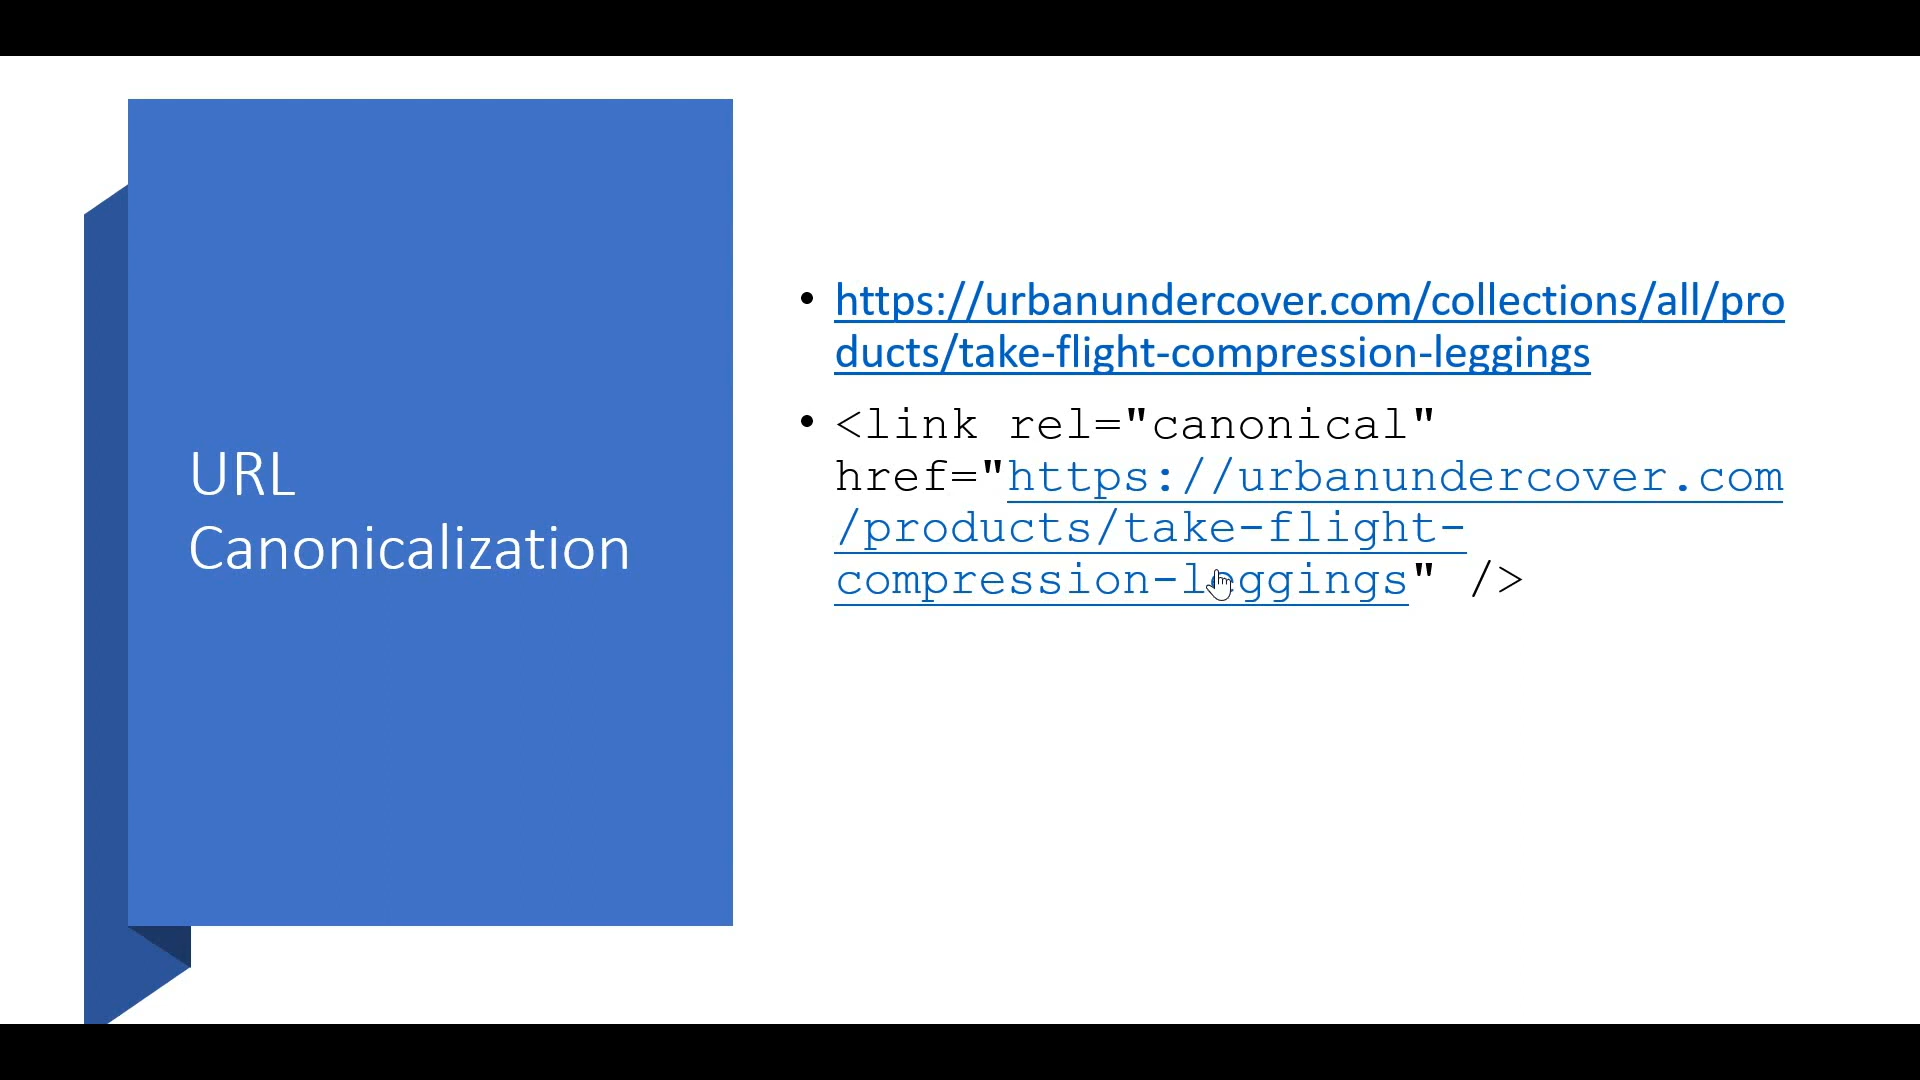 URL
Canonicalization
• https://urbanundercover.com/collections/all/pro
ducts/take-flight-compression-leggings
• <link rel="canonical"
href="https://urbanundercover.com
/products/take-flight-
compression-leggings" />